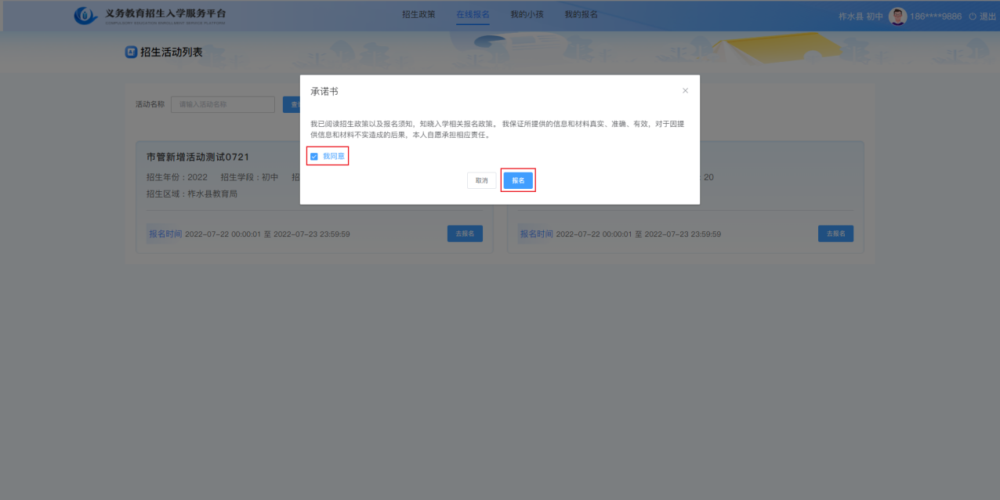 义务教育招生入学服务平台
COMPULSORY EDUCATION ENROLLMENT SERVICE PLATFORM
招生政策 在线报名 我的小孩 我的报名
柞水县 初中 186****9886 退出
招生活动列表
承诺书
活动名称 请输入活动名称
我已阅读招生政策以及报名须知，知晓入学相关报名政策。 我保证所提供的信息和材料真实、准确、有效，对于因提
供信息和材料不实造成的后果，本人自愿承担相应责任。
我同意
取消 报名
市管新增活动测试0721
招生年份：2022 招生学段：初中 招
: 20
招生区域：柞水县教育局
报名时间 2022-07-22 00:00:01 至 2022-07-23 23:59:59 去报名
报名时间 2022-07-22 00:00:01 至 2022-07-23 23:59:59 去报名